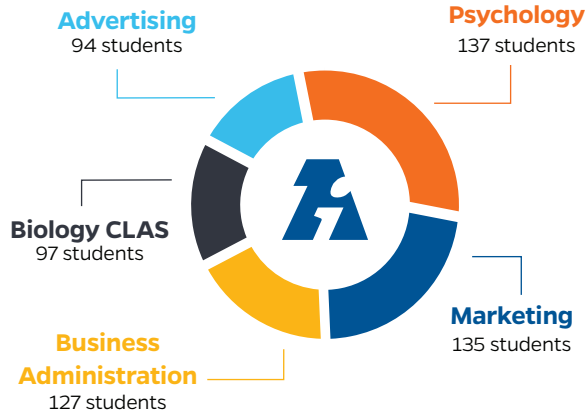 Advertising
94 students
Psychology
137 students
Biology CLAS
97 students
Marketing
135 students
Business
Administration
127 students